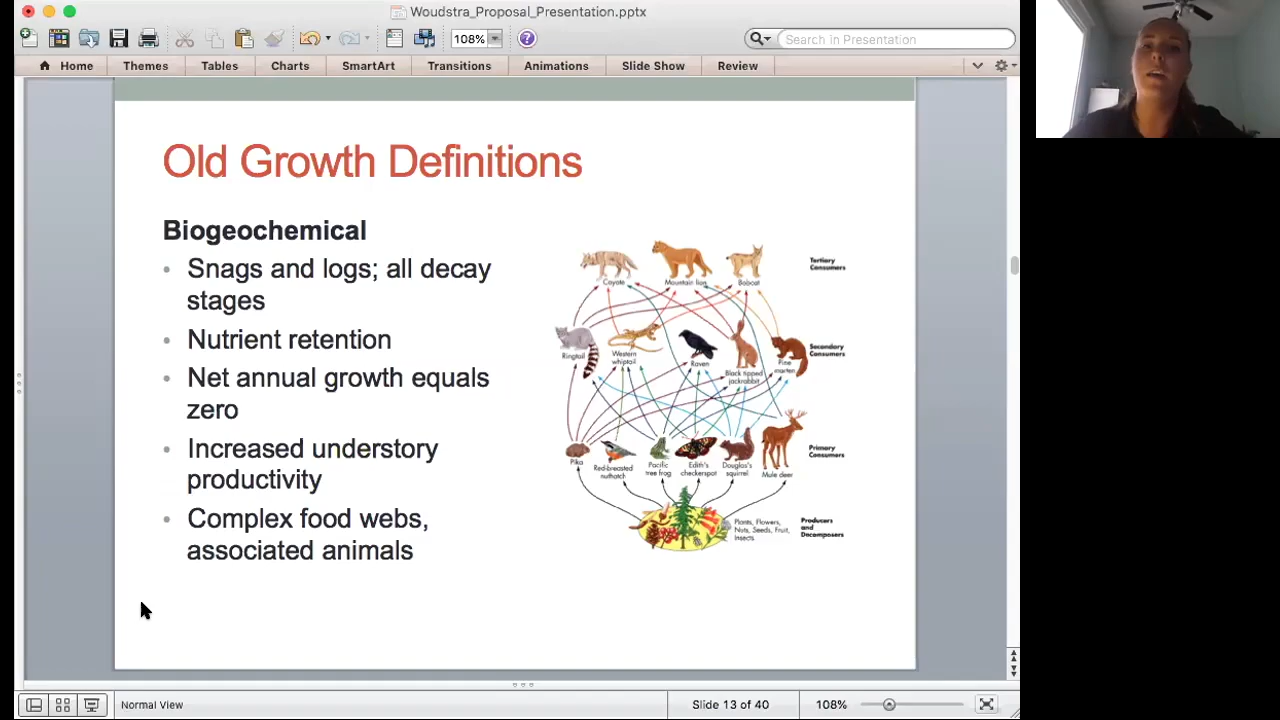 Woudstra_Proposal_Presentation.pptx
108%
Search in Presentation
Home Themes Tables Charts SmartArt Transitions Animations Slide Show Review
Old Growth Definitions
Biogeochemical
• Snags and logs; all decay
stages
• Nutrient retention
• Net annual growth equals
zero
• Increased understory
productivity
• Complex food webs,
associated animals
Tertiary
Consumers
Coyote
Mountain lion
Bobcat
Secondary
Consumers
Ringtail
Western
whiptail
Raven
Black tipped
jackrabbit
Pine
marten
Primary
Consumers
Pika
Red-breasted
nuthatch
Pacific
tree frog
Edith's
checkerspot
Douglas's
squirrel
Mule deer
Plants, Flowers,
Nuts, Seeds, Fruit,
Insects
Producers
and
Decomposers
Normal View
Slide 13 of 40
108%